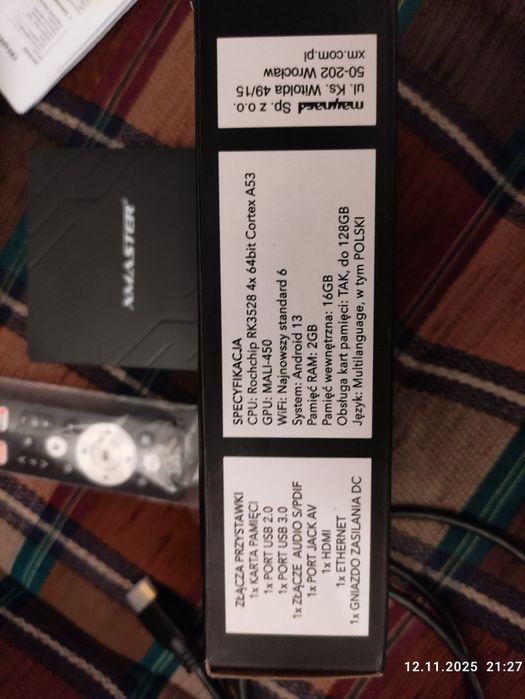 XMASTER
maynard Sp. z o.o.
ul. Ks. Witolda 49/15
50-202 Wrocław
xm.com.pl
SPECYFIKACJA
CPU: Rochchip RK3528 4x 64bit Cortex A53
GPU: MALI-450
WiFi: Najnowszy standard 6
System: Android 13
Pamięć RAM: 2GB
Pamięć wewnętrzna: 16GB
Obsługa kart pamięci: TAK, do 128GB
Język: Multilanguage, w tym POLSKI
ZŁĄCZA PRZYSTAWKI
1x KARTA PAMIĘCI
1x PORT USB 2.0
1x PORT USB 3.0
1x ZŁĄCZE AUDIO S/PDIF
1x PORT JACK AV
1x HDMI
1x ETHERNET
1x GNIAZDO ZASILANIA DC
12.11.2025 21:27